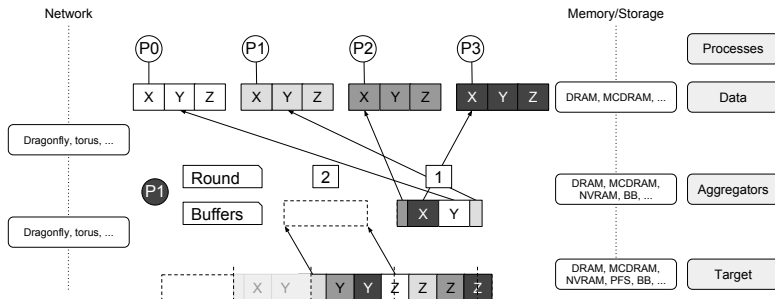 Network
Memory/Storage
P0 P1 P2 P3
Processes
X Y Z X Y Z X Y Z X Y Z
DRAM, MCDRAM, ...
Data
Dragonfly, torus, ...
P1
Round
2
1
DRAM, MCDRAM,
NVRAM, BB, ...
Aggregators
Buffers
X Y
Dragonfly, torus, ...
X Y Y Y Z Z Z Z
DRAM, MCDRAM,
NVRAM, PFS, BB, ...
Target